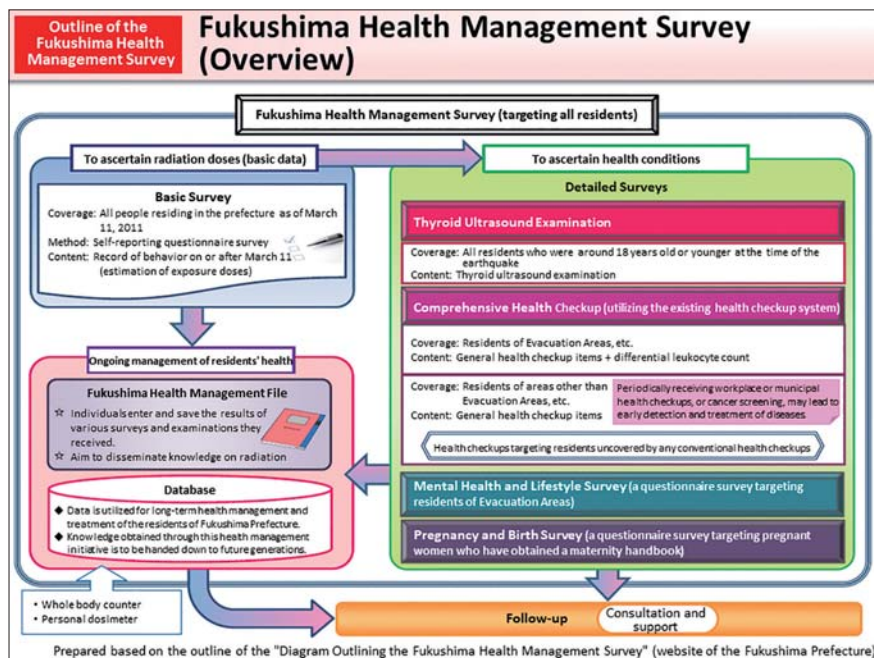 Outline of the
Fukushima Health
Management Survey
Fukushima Health Management Survey
(Overview)
Fukushima Health Management Survey (targeting all residents)
To ascertain radiation doses (basic data)
Basic Survey
Coverage: All people residing in the prefecture as of March
11, 2011
Method: Self-reporting questionnaire survey
Content: Record of behavior on or after March 11
(estimation of exposure doses)
Ongoing management of residents' health
Fukushima Health Management File
☆ Individuals enter and save the results of
various surveys and examinations they
received.
☆ Aim to disseminate knowledge on radiation
Database
◆ Data is utilized for long-term health management and
treatment of the residents of Fukushima Prefecture.
◆ Knowledge obtained through this health management
initiative is to be handed down to future generations.
• Whole body counter
• Personal dosimeter
To ascertain health conditions
Detailed Surveys
Thyroid Ultrasound Examination
Coverage: All residents who were around 18 years old or younger at the time of the
earthquake
Content: Thyroid ultrasound examination
Comprehensive Health Checkup (utilizing the existing health checkup system)
Coverage: Residents of Evacuation Areas, etc.
Content: General health checkup items + differential leukocyte count
Coverage: Residents of areas other than
Evacuation Areas, etc.
Content: General health checkup items
Periodically receiving workplace or municipal
health checkups, or cancer screening, may lead to
early detection and treatment of diseases.
Health checkups targeting residents uncovered by any conventional health checkups
Mental Health and Lifestyle Survey (a questionnaire survey targeting
residents of Evacuation Areas)
Pregnancy and Birth Survey (a questionnaire survey targeting pregnant
women who have obtained a maternity handbook)
Follow-up
Consultation and
support
Prepared based on the outline of the "Diagram Outlining the Fukushima Health Management Survey" (website of the Fukushima Prefecture)